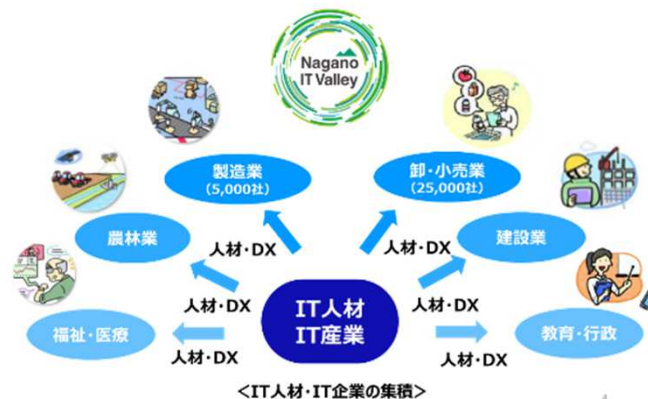 Nagano
IT Valley
製造業
(5,000社)
卸・小売業
(25,000社)
農林業
人材・DX
人材・DX
建設業
人材・DX
IT人材
IT産業
人材・DX
福祉・医療
人材・DX
人材・DX
教育・行政
<IT人材・IT企業の集積>